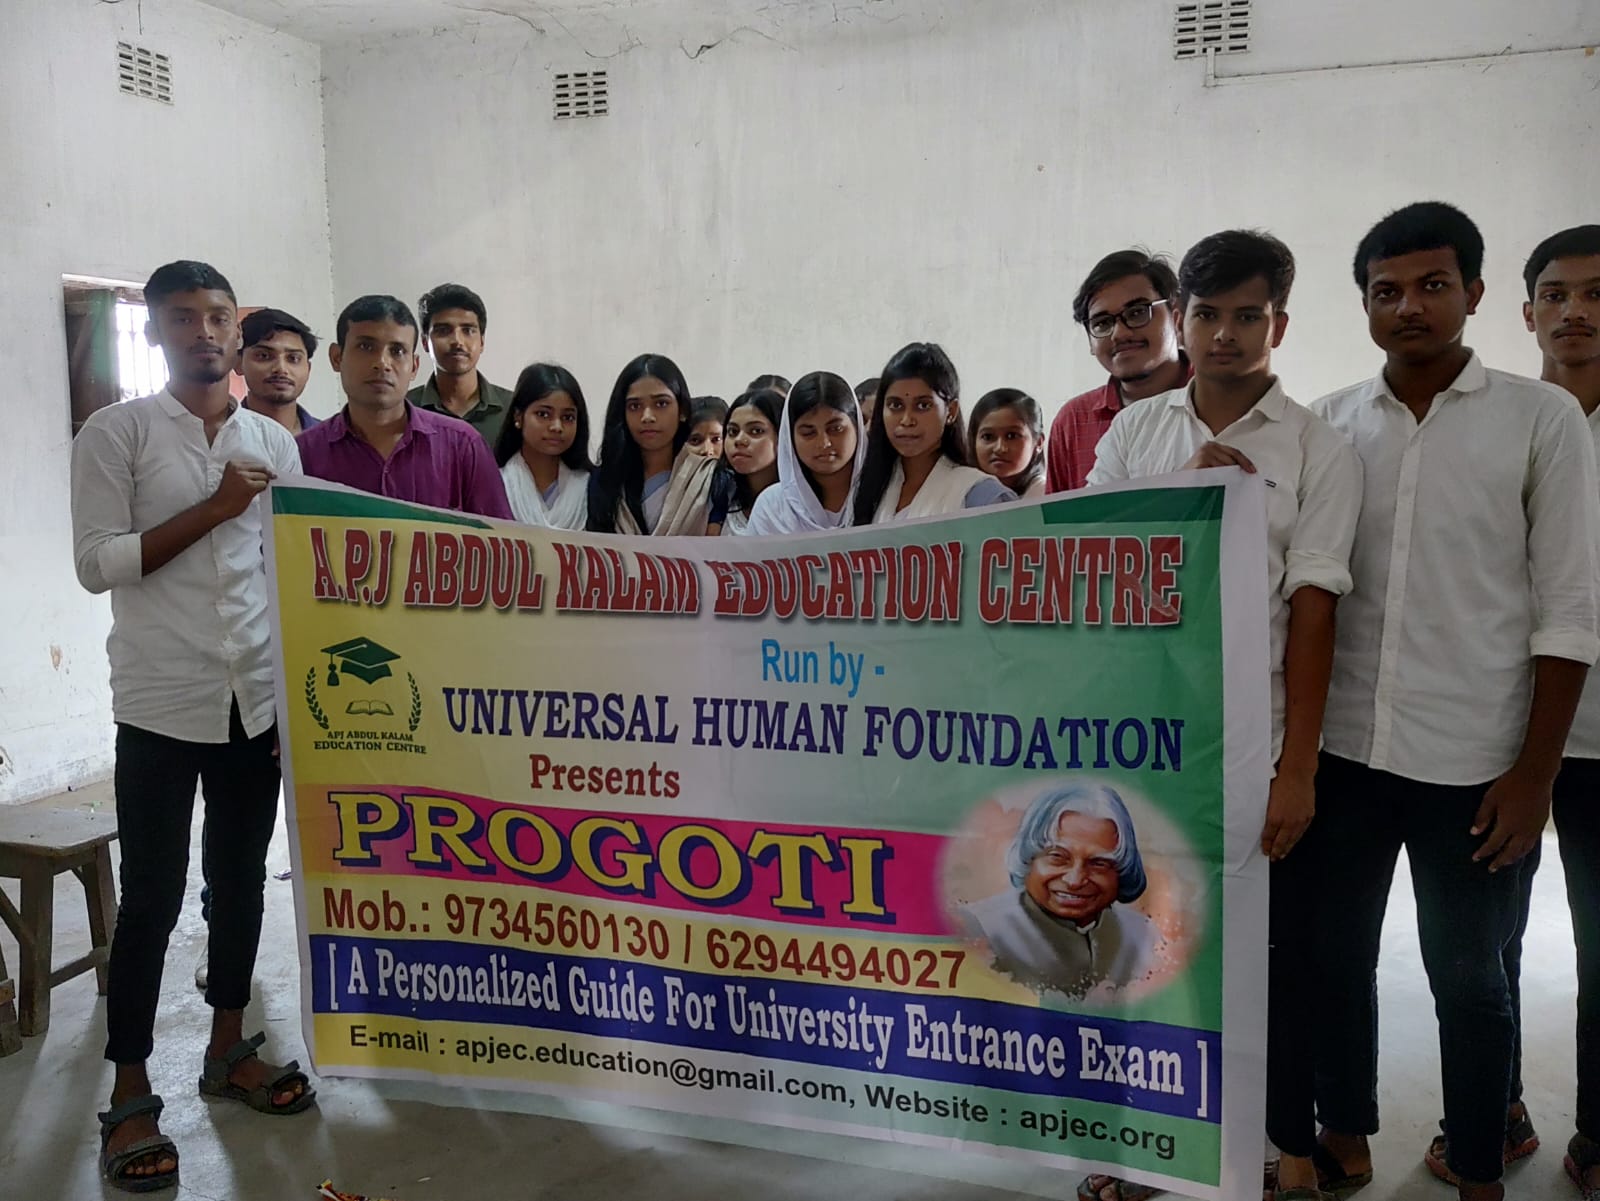 A.P.J ABDUL KALAM EDUCATION CENTRE
Run by -
APJ ABDUL KALAM
EDUCATION CENTRE
UNIVERSAL HUMAN FOUNDATION
Presents
PROGOTI
Mob.: 9734560130 / 6294494027
[ A Personalized Guide For University Entrance Exam ]
E-mail : apjec.education@gmail.com, Website : apjec.org